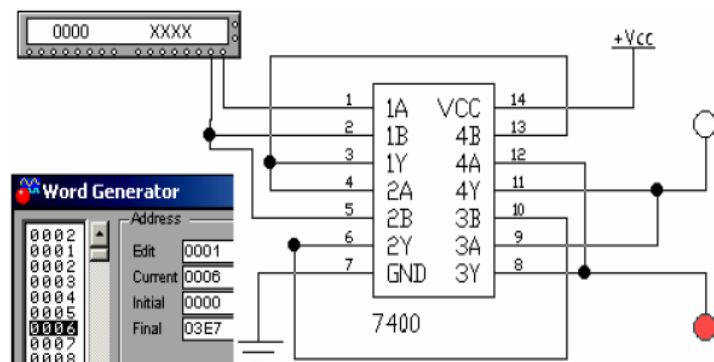 0000 XXXX
+Vcc
1 1A VCC 14
2 1B 4B 13
3 1Y 4A 12
4 2A 4Y 11
5 2B 3B 10
6 2Y 3A 9
7 GND 3Y 8
7400
Word Generator
Address
Edit 0001
Current 0006
Initial 0000
Final 03E7
0002
0001
0002
0003
0004
0005
0006
0007
0008